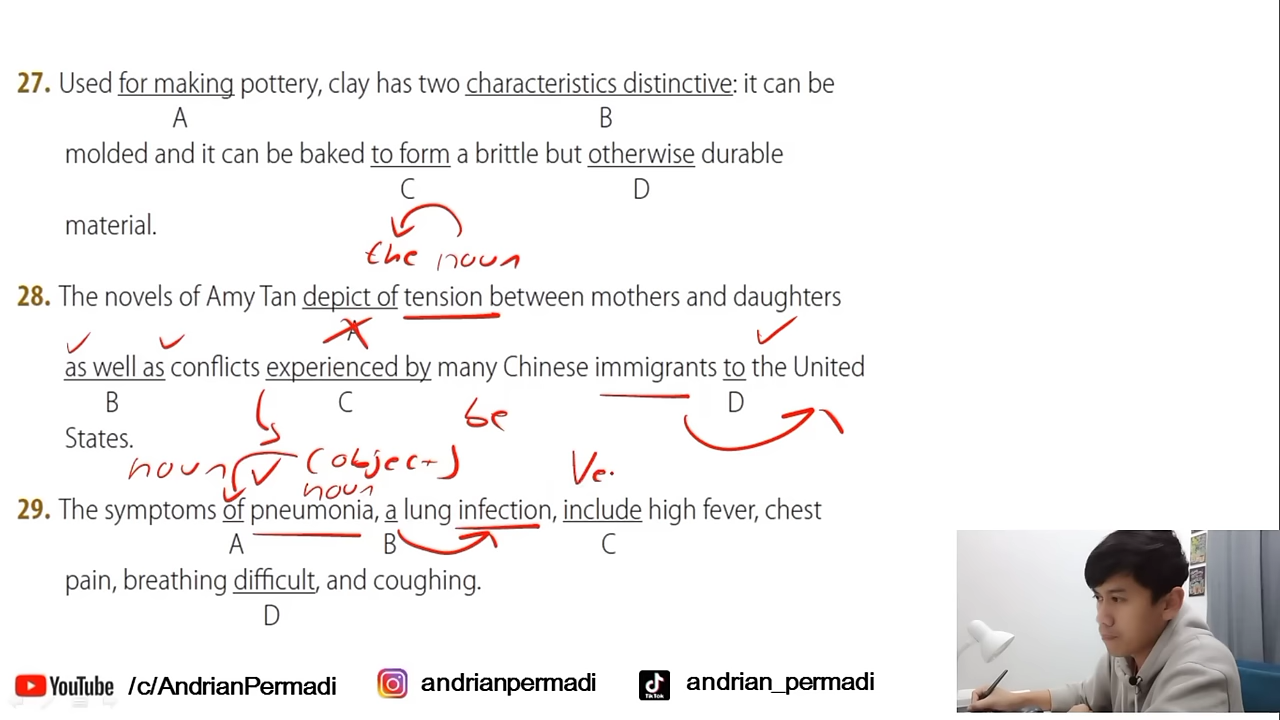 27. Used for making pottery, clay has two characteristics distinctive: it can be
A B
molded and it can be baked to form a brittle but otherwise durable
C D
material.
the noun
28. The novels of Amy Tan depict of tension between mothers and daughters
A
as well as conflicts experienced by many Chinese immigrants to the United
B C D
be
States.
noun (object) Ve.
noun
29. The symptoms of pneumonia, a lung infection, include high fever, chest
A B C
pain, breathing difficult, and coughing.
D
YouTube /c/AndrianPermadi andrianpermadi TikTok andrian_permadi